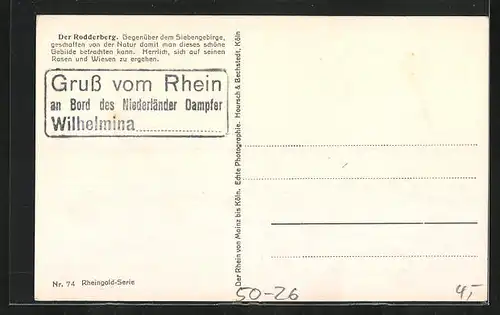 Der Rodderberg. Gegenüber dem Siebengebirge,
geschaffen von der Natur damit man dieses schöne
Gebilde betrachten kann. Herrlich, sich auf seinen
Rasen und Wiesen zu ergehen.
Gruß vom Rhein
an Bord des Niederländer Dampfer
Wilhelmina
Nr. 74 Rheingold-Serie
Der Rhein von Mainz bis Köln. Echte Photographie. Hoursch & Bechstedt, Köln
50-26
4,-